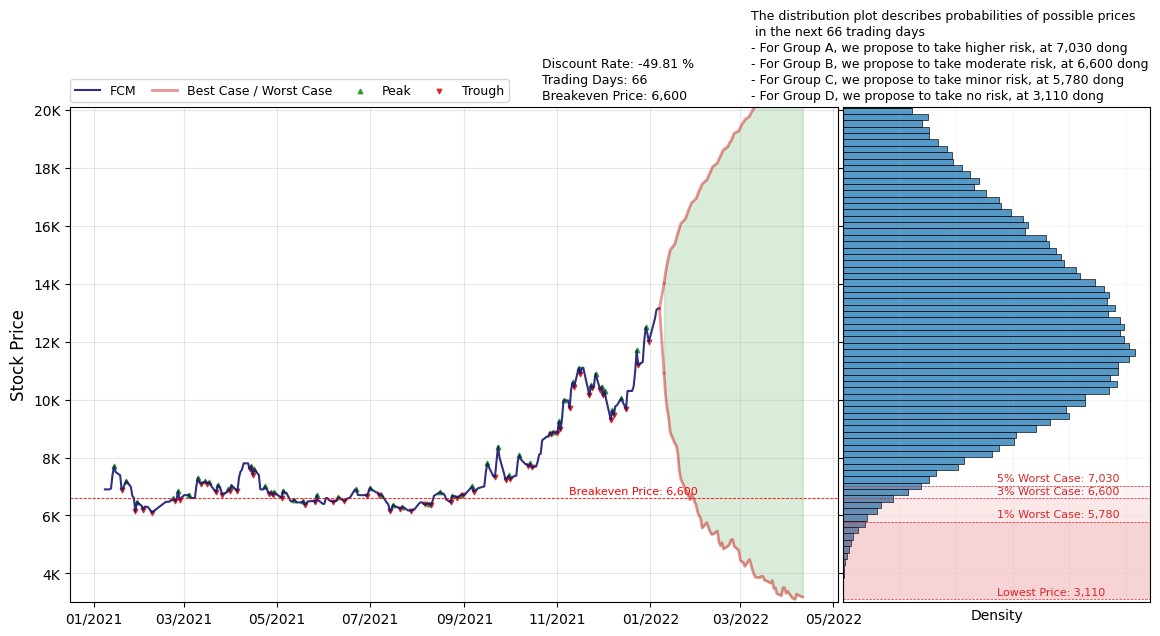 The distribution plot describes probabilities of possible prices
in the next 66 trading days
- For Group A, we propose to take higher risk, at 7,030 dong
- For Group B, we propose to take moderate risk, at 6,600 dong
- For Group C, we propose to take minor risk, at 5,780 dong
- For Group D, we propose to take no risk, at 3,110 dong
Discount Rate: -49.81 %
Trading Days: 66
Breakeven Price: 6,600
FCM
Best Case / Worst Case
Peak
Trough
Stock Price
20K
18K
16K
14K
12K
10K
8K
6K
4K
Breakeven Price: 6,600
5% Worst Case: 7,030
3% Worst Case: 6,600
1% Worst Case: 5,780
Lowest Price: 3,110
01/2021
03/2021
05/2021
07/2021
09/2021
11/2021
01/2022
03/2022
05/2022
Density